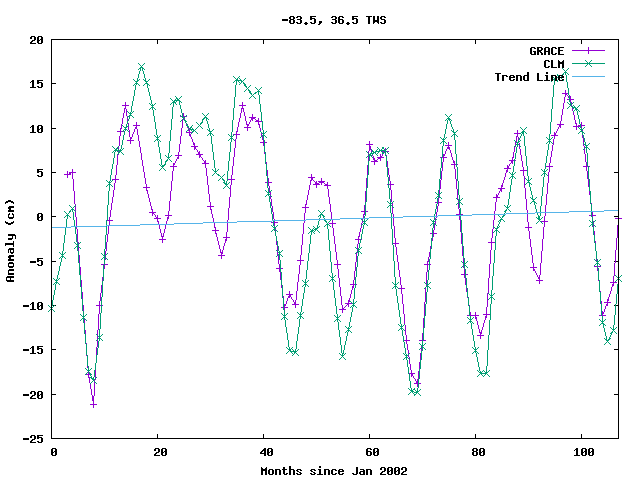 -83.5, 36.5 TWS
GRACE
CLM
Trend Line
20
15
10
5
0
-5
-10
-15
-20
-25
Anomaly (cm)
0 20 40 60 80 100
Months since Jan 2002